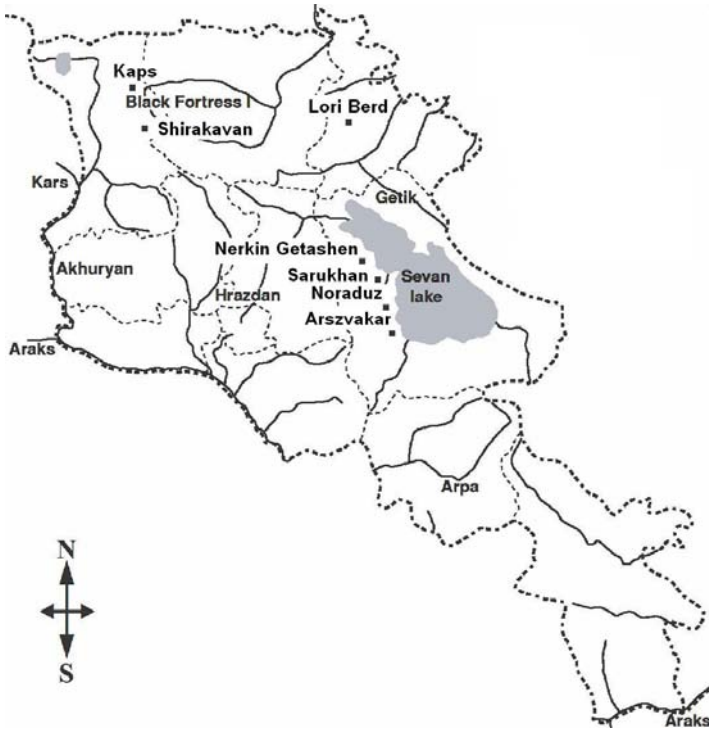 Kaps
Black Fortress I
Lori Berd
Shirakavan
Kars
Getik
Nerkin Getashen
Akhuryan
Sarukhan
Sevan
lake
Hrazdan
Noraduz
Arszvakar
Araks
Arpa
N
S
Araks